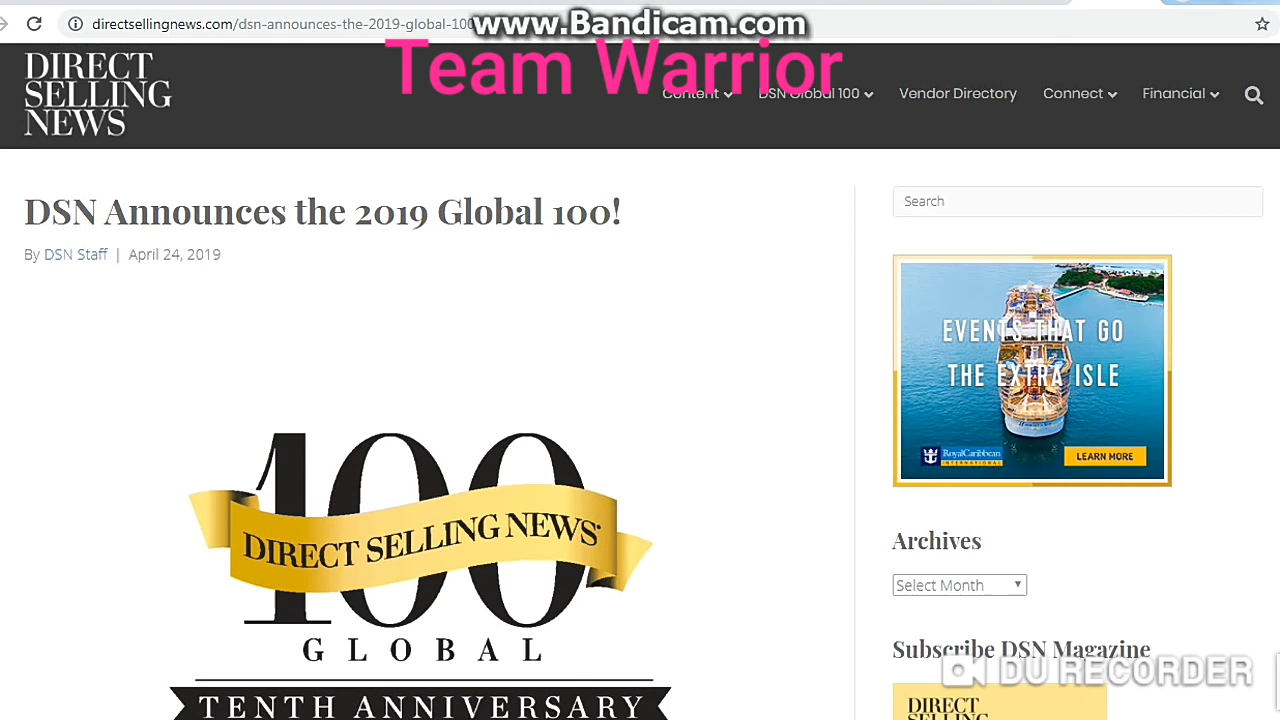 directsellingnews.com/dsn-announces-the-2019-global-100
www.Bandicam.com
Team Warrior
DIRECT
SELLING
NEWS
Content
DSN Global 100
Vendor Directory
Connect
Financial
DSN Announces the 2019 Global 100!
By DSN Staff | April 24, 2019
100
DIRECT SELLING NEWS
GLOBAL
TENTH ANNIVERSARY
Search
EVENTS THAT GO
THE EXTRA ISLE
RoyalCaribbean
INTERNATIONAL
LEARN MORE
Archives
Select Month
Subscribe DSN Magazine
DU RECORDER
DIRECT
SELLING